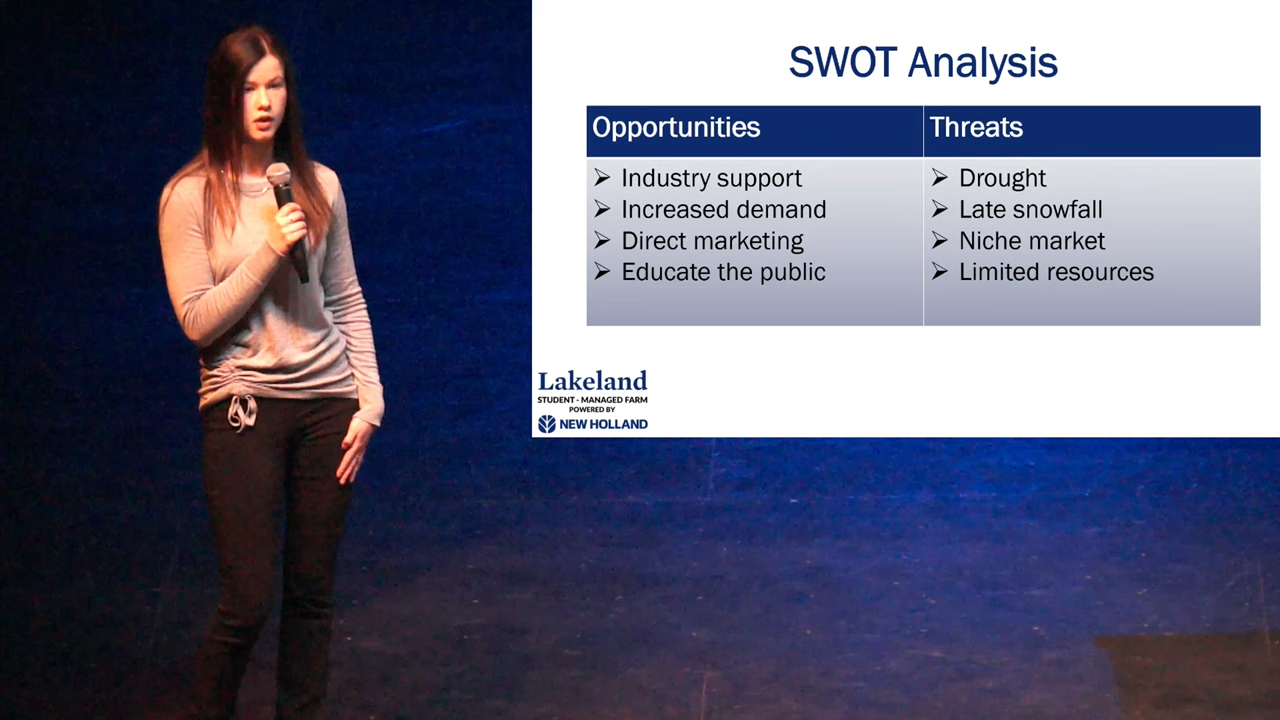 SWOT Analysis
Opportunities
➢ Industry support
➢ Increased demand
➢ Direct marketing
➢ Educate the public
Threats
➢ Drought
➢ Late snowfall
➢ Niche market
➢ Limited resources
Lakeland
STUDENT - MANAGED FARM
POWERED BY
NEW HOLLAND